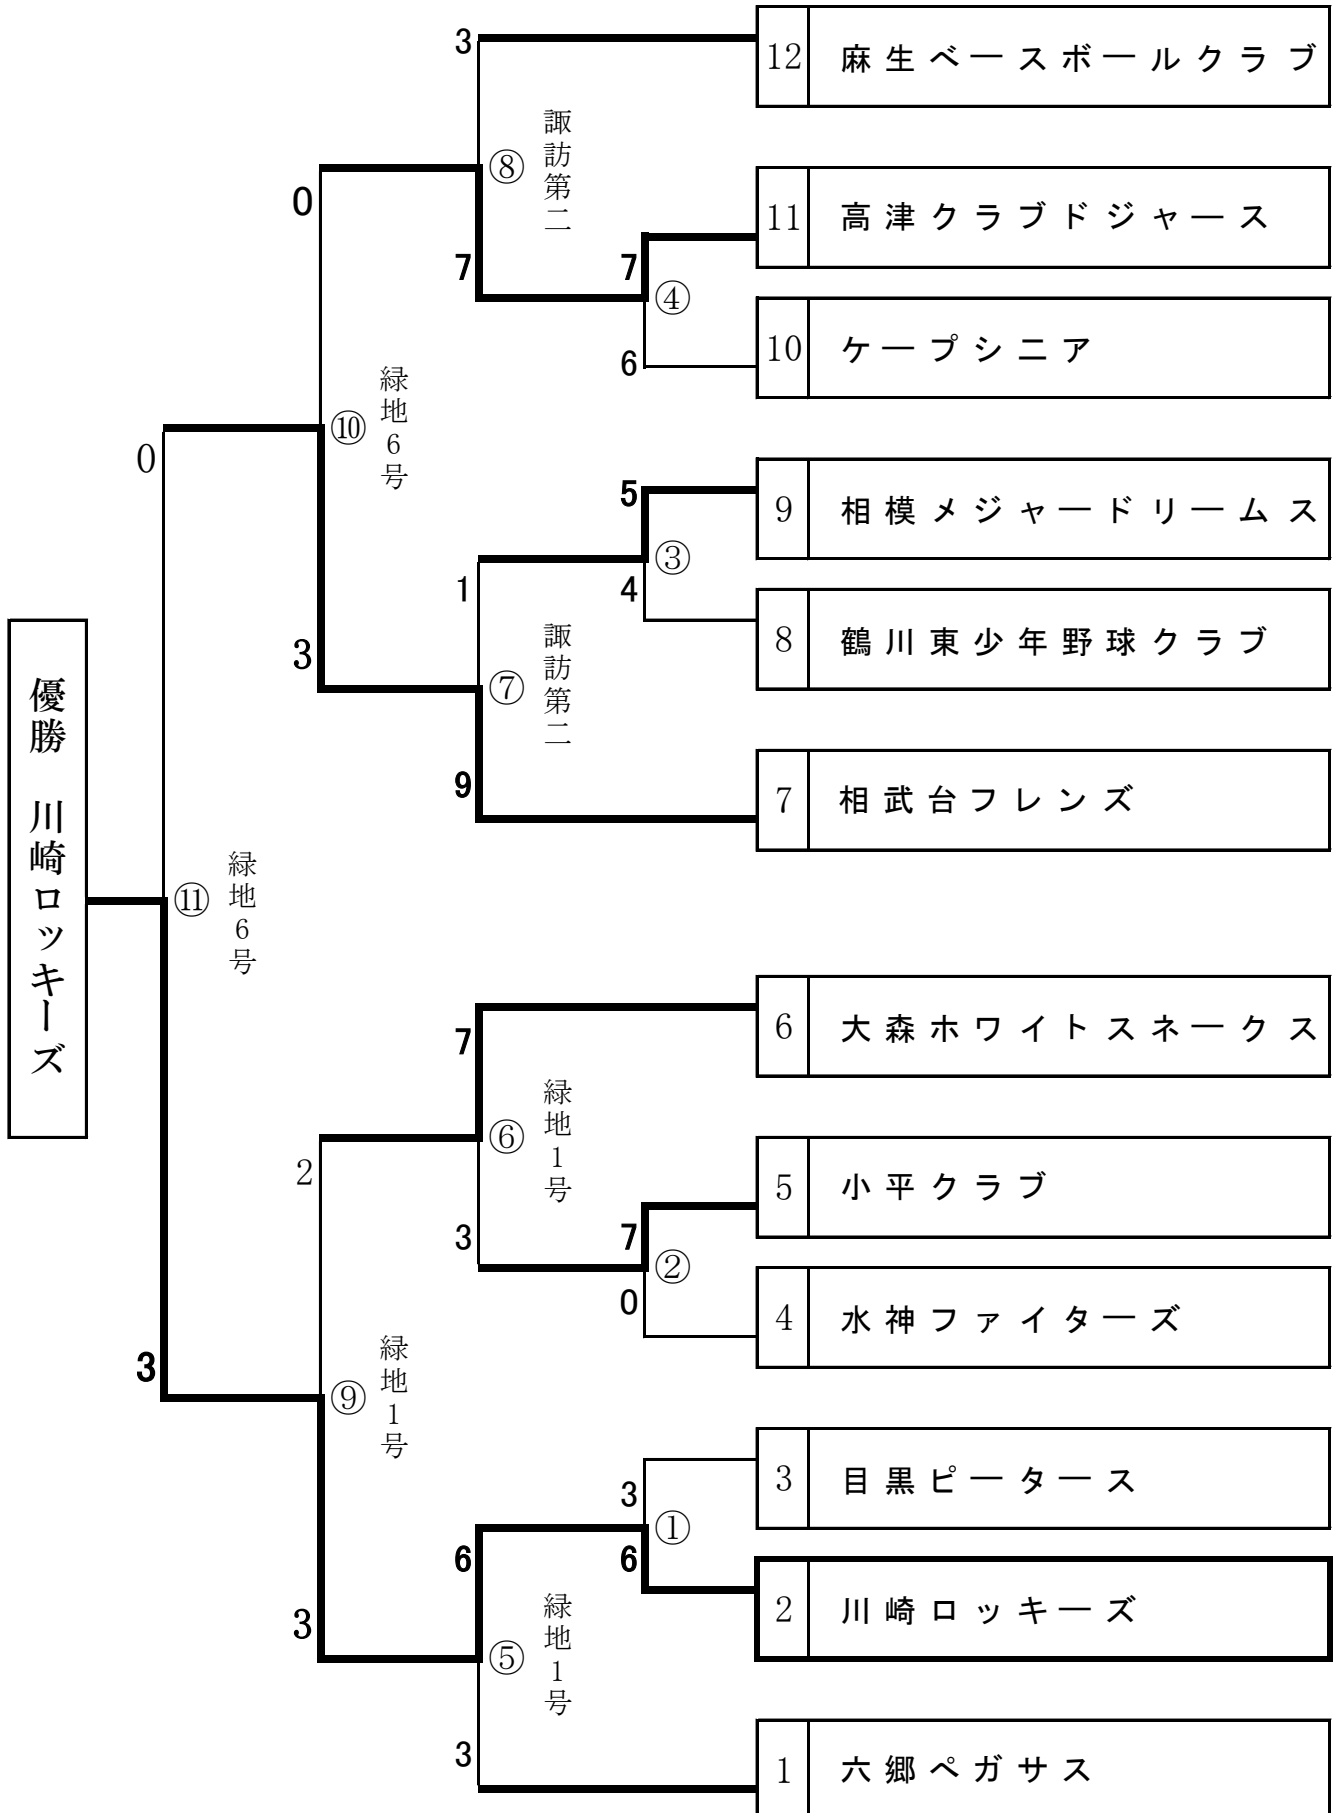 3
12 麻生ベースボールクラブ
⑧ 諏訪第二
0
7
7
11 高津クラブドジャース
④
6
10 ケープシニア
⑩ 緑地6号
0
5
9 相模メジャードリームス
③
1
4
8 鶴川東少年野球クラブ
3
⑦ 諏訪第二
9
7 相武台フレンズ
優勝 川崎ロッキーズ
⑪ 緑地6号
7
6 大森ホワイトスネークス
⑥ 緑地1号
2
3
7
5 小平クラブ
②
0
4 水神ファイターズ
3
⑨ 緑地1号
3
3 目黒ピータース
①
6
6
2 川崎ロッキーズ
3
⑤ 緑地1号
3
1 六郷ペガサス